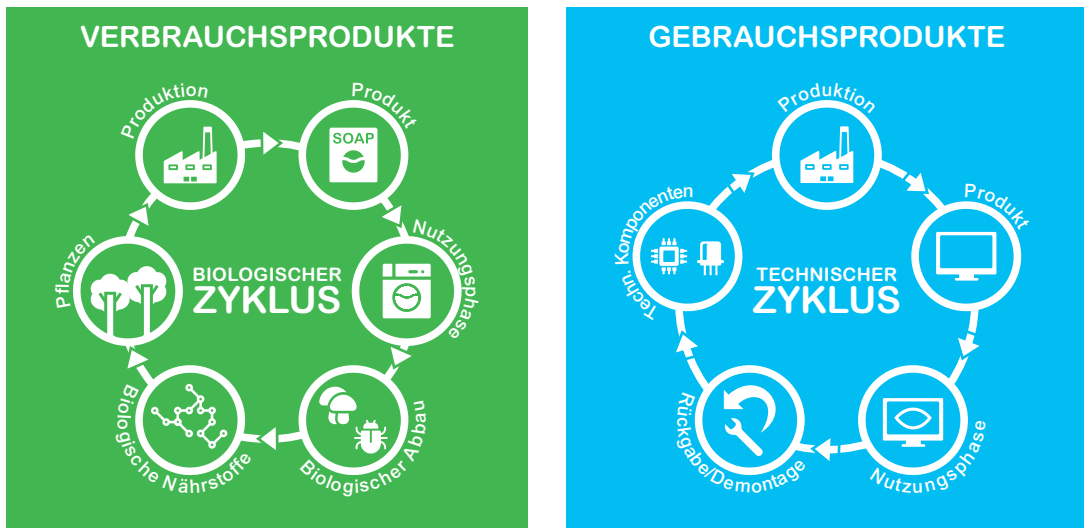 VERBRAUCHSPRODUKTE
Produktion
Produkt
SOAP
Nutzungsphase
Biologischer Abbau
Biologische Nährstoffe
Pflanzen
BIOLOGISCHER
ZYKLUS
GEBRAUCHSPRODUKTE
Produktion
Produkt
Nutzungsphase
Rückgabe/Demontage
Techn. Komponenten
TECHNISCHER
ZYKLUS